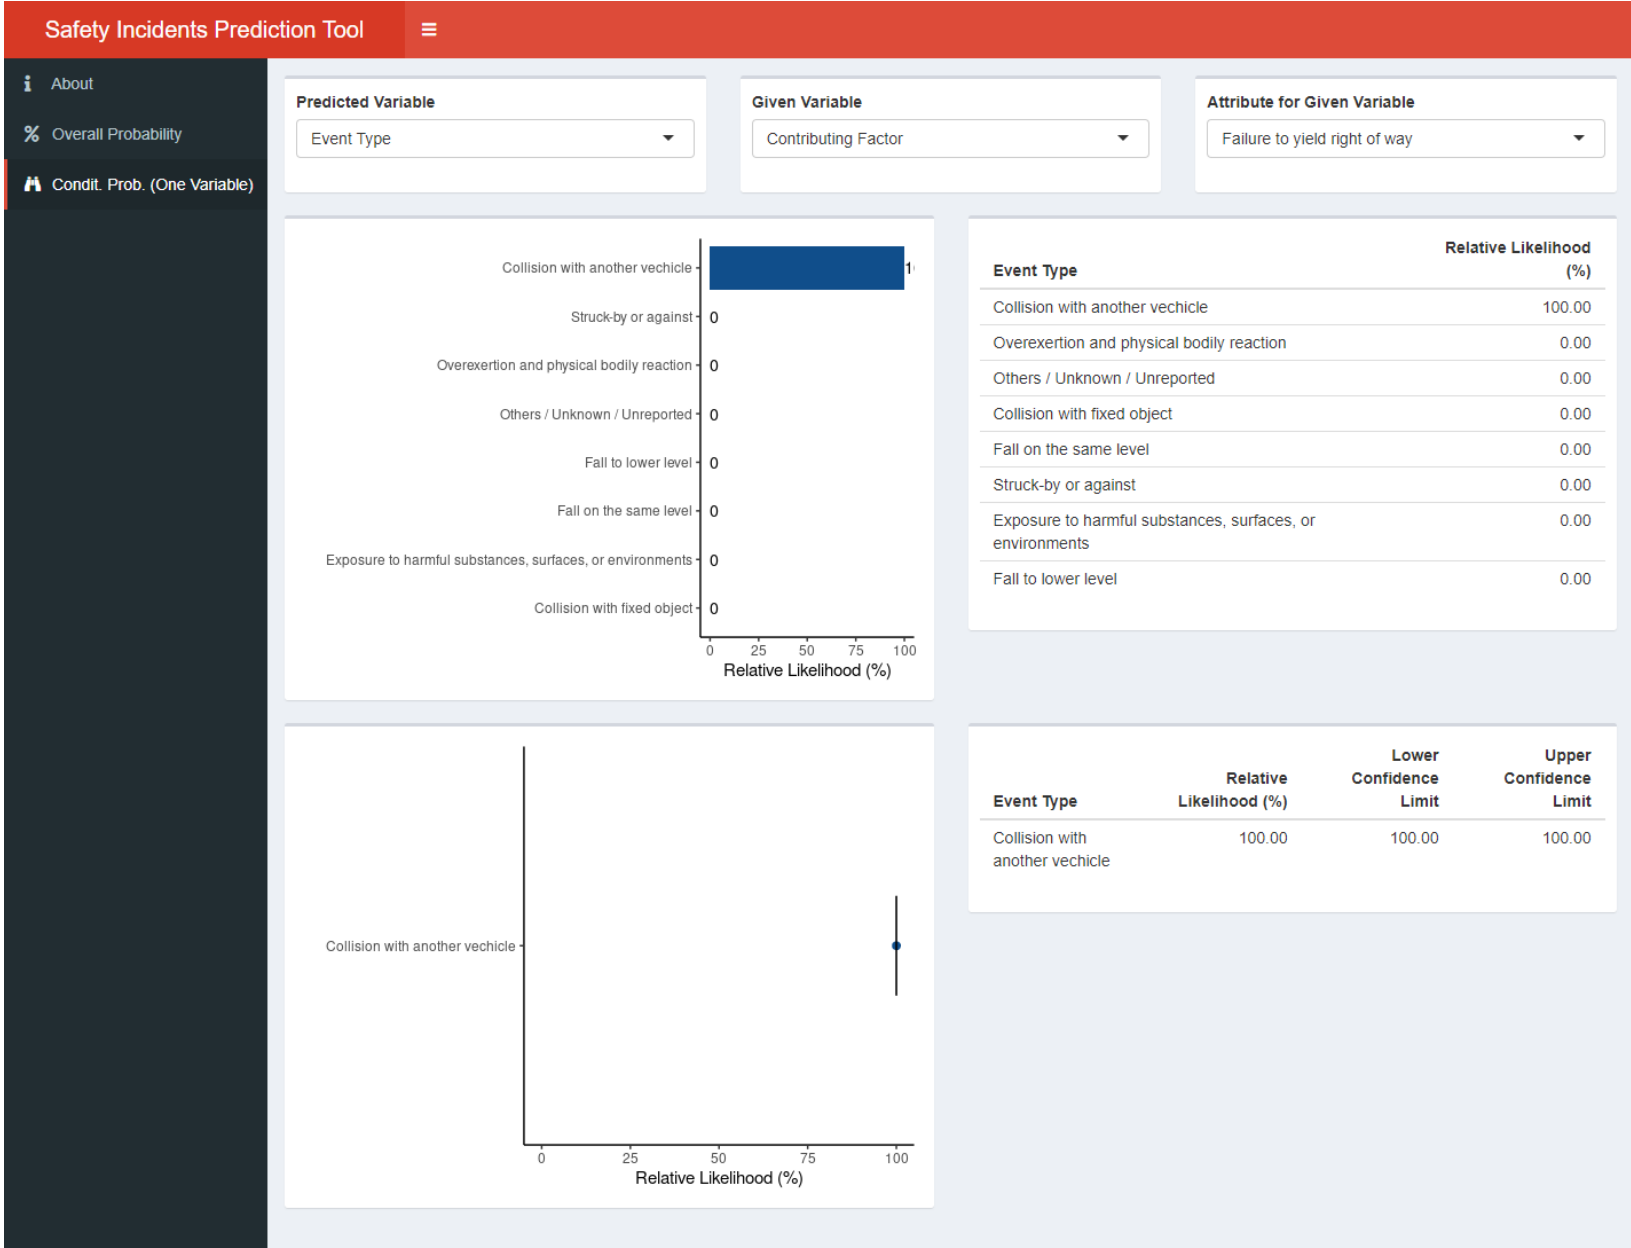 Safety Incidents Prediction Tool
About
Overall Probability
Condit. Prob. (One Variable)
Predicted Variable
Event Type
Given Variable
Contributing Factor
Attribute for Given Variable
Failure to yield right of way
Collision with another vechicle
Struck-by or against 0
Overexertion and physical bodily reaction 0
Others / Unknown / Unreported 0
Fall to lower level 0
Fall on the same level 0
Exposure to harmful substances, surfaces, or environments 0
Collision with fixed object 0
0 25 50 75 100
Relative Likelihood (%)
Relative Likelihood
Event Type (%)
Collision with another vechicle 100.00
Overexertion and physical bodily reaction 0.00
Others / Unknown / Unreported 0.00
Collision with fixed object 0.00
Fall on the same level 0.00
Struck-by or against 0.00
Exposure to harmful substances, surfaces, or 0.00
environments
Fall to lower level 0.00
Collision with another vechicle
0 25 50 75 100
Relative Likelihood (%)
Lower Upper
Relative Confidence Confidence
Event Type Likelihood (%) Limit Limit
Collision with 100.00 100.00 100.00
another vechicle